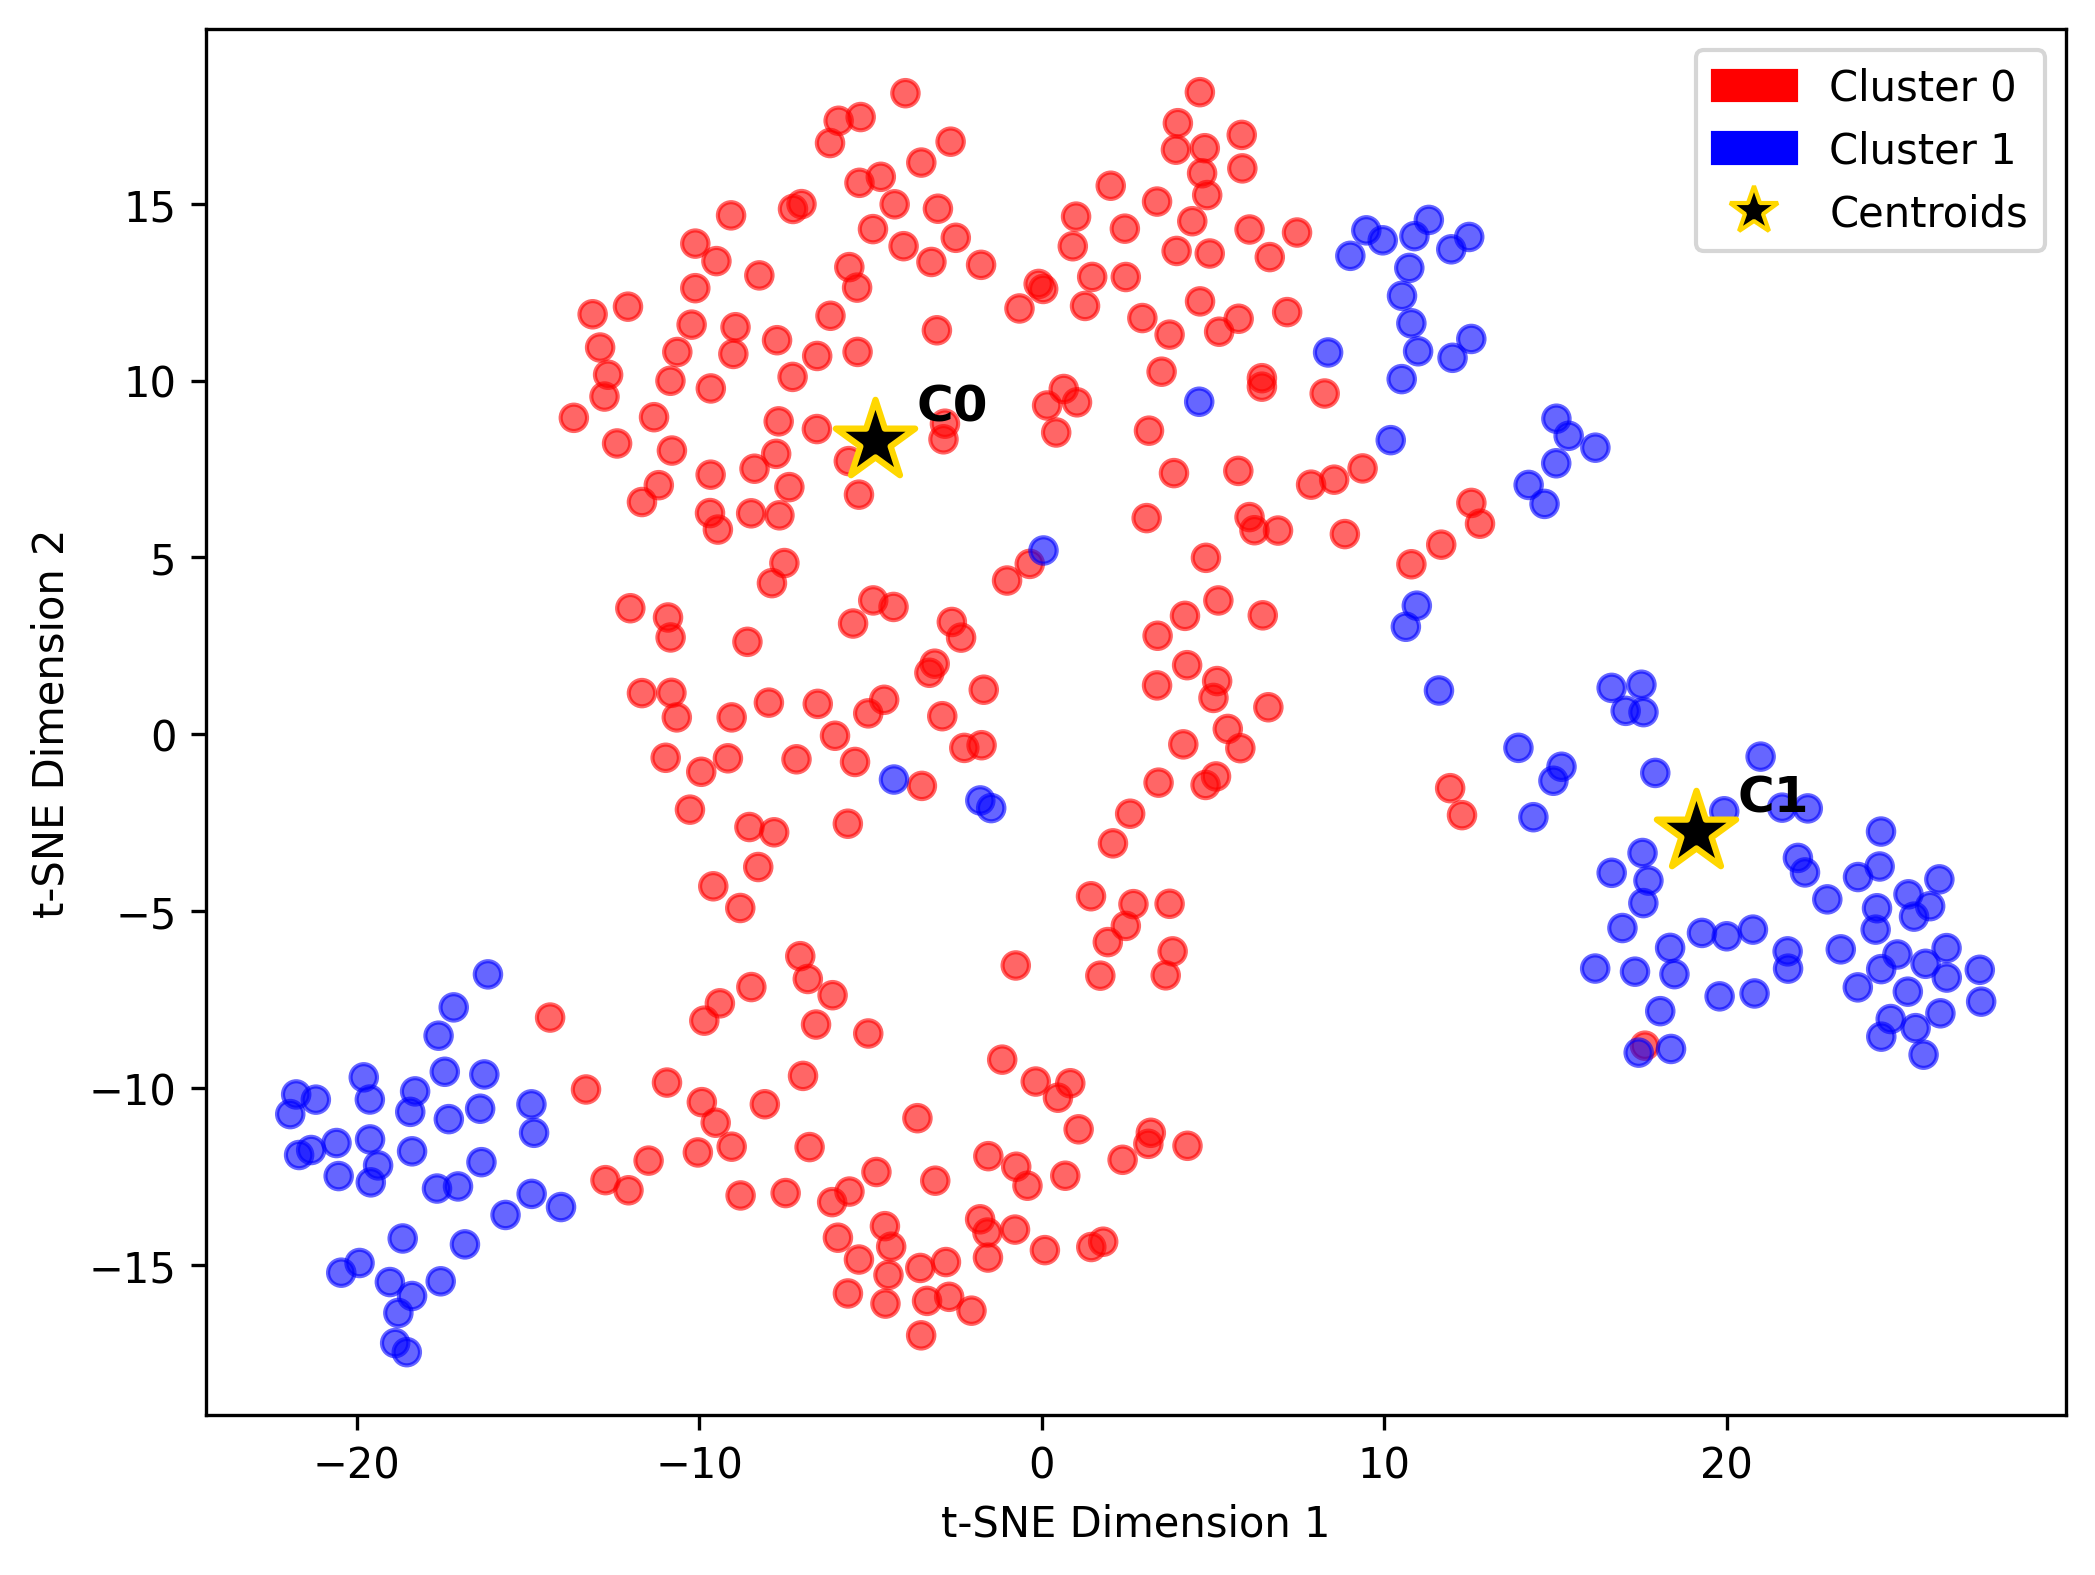 Cluster 0
Cluster 1
Centroids
C0
C1
t-SNE Dimension 2
15
10
5
0
−5
−10
−15
−20
−10
0
10
20
t-SNE Dimension 1